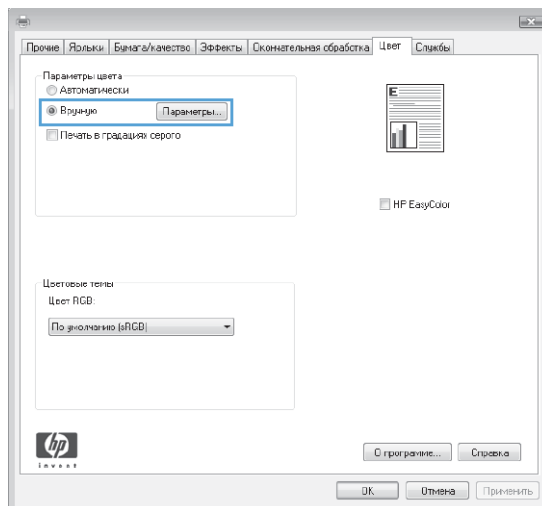 Прочие Ярлыки Бумага/качество Эффекты Окончательная обработка Цвет Службы
Параметры цвета
Автоматически
Вручную Параметры...
Печать в градациях серого
E
HP EasyColor
Цветовые темы
Цвет RGB:
По умолчанию (sRGB)
hp
invent
О программе... Справка
OK Отмена Применить